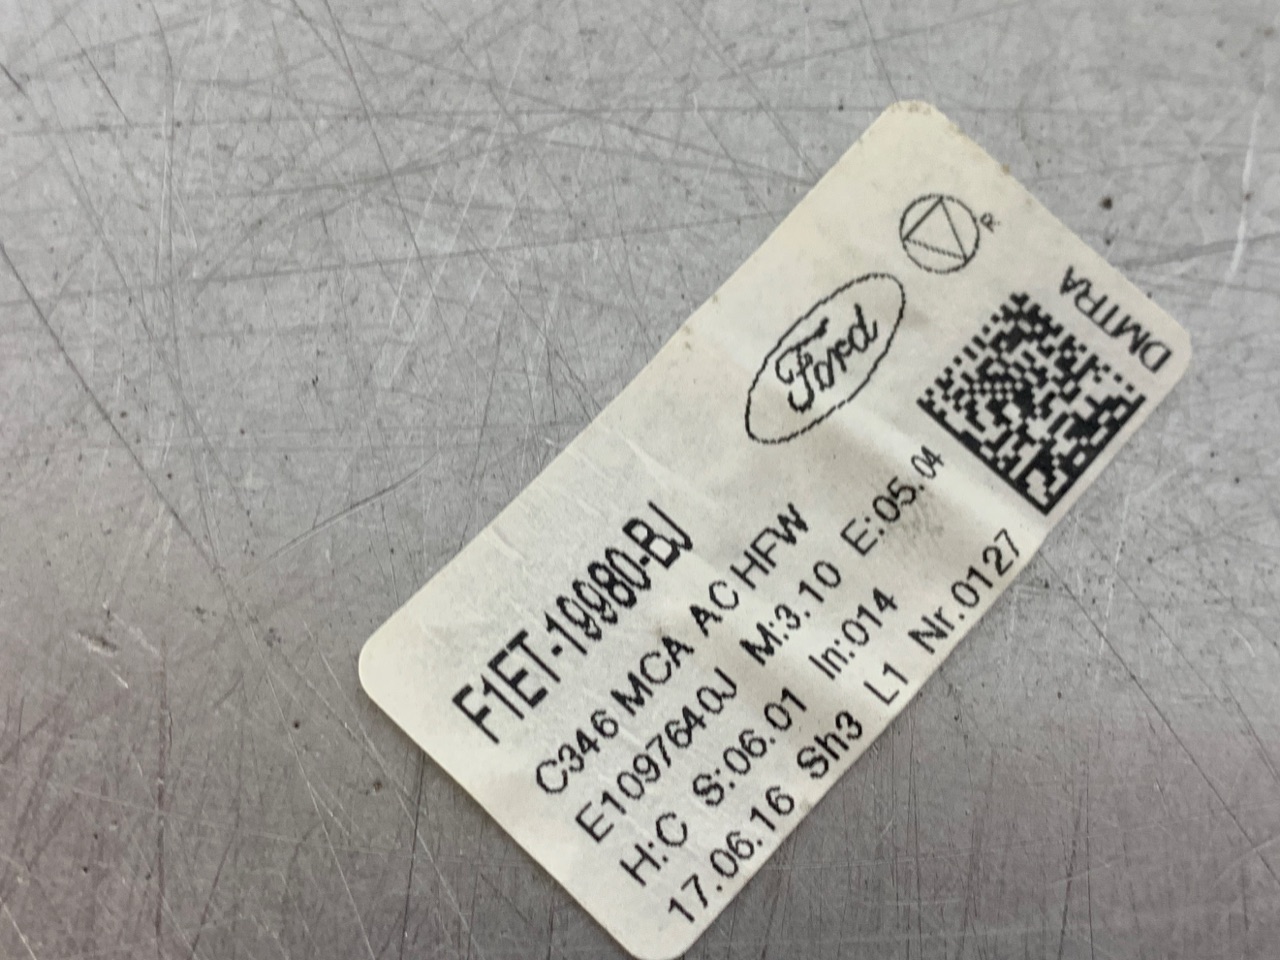 Ford
R
DMTRA
F1ET-19980-BJ
C346 MCA AC HFW
E1097640J M:3.10 E:05.04
H:C S:06.01 In:014
17.06.16 Sh3 L1 Nr.0127